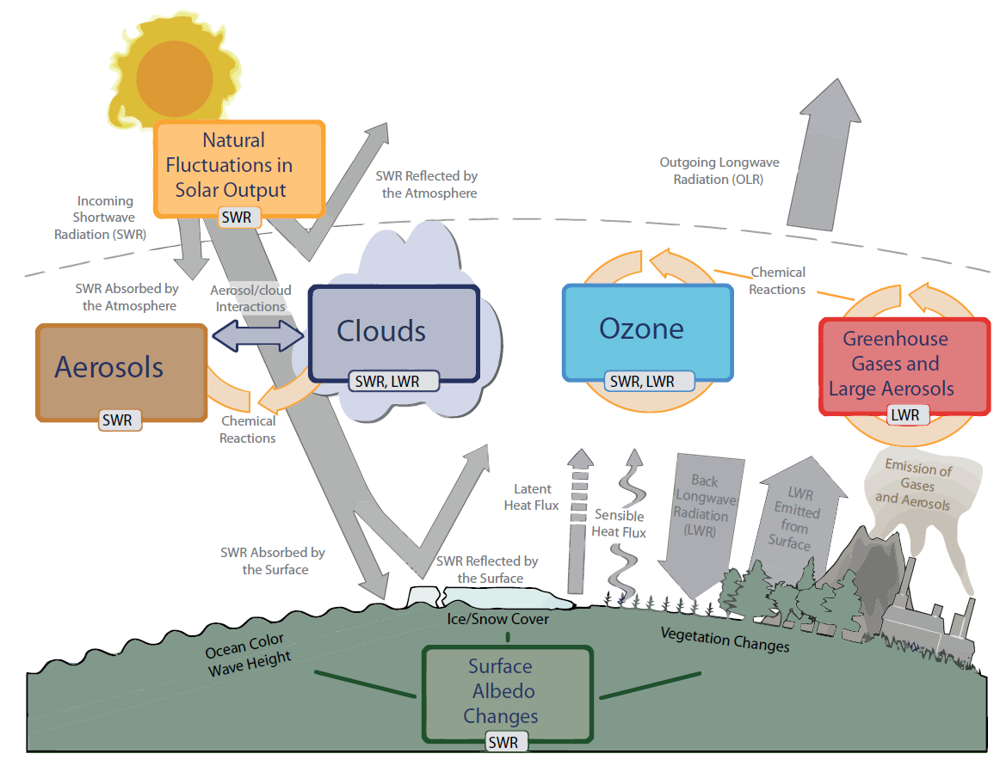 Natural
Fluctuations in
Solar Output
SWR
Incoming
Shortwave
Radiation (SWR)
SWR Reflected by
the Atmosphere
Outgoing Longwave
Radiation (OLR)
SWR Absorbed by
the Atmosphere
Aerosol/cloud
Interactions
Chemical
Reactions
Aerosols
SWR
Clouds
SWR, LWR
Ozone
SWR, LWR
Greenhouse
Gases and
Large Aerosols
LWR
Chemical
Reactions
Emission of
Gases
and Aerosols
Latent
Heat Flux
Sensible
Heat Flux
Back
Longwave
Radiation
(LWR)
LWR
Emitted
from
Surface
SWR Absorbed by
the Surface
SWR Reflected by
the Surface
Ice/Snow Cover
Ocean Color
Wave Height
Vegetation Changes
Surface
Albedo
Changes
SWR